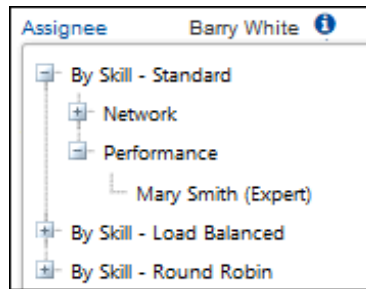 Assignee Barry White i
By Skill - Standard
Network
Performance
Mary Smith (Expert)
By Skill - Load Balanced
By Skill - Round Robin